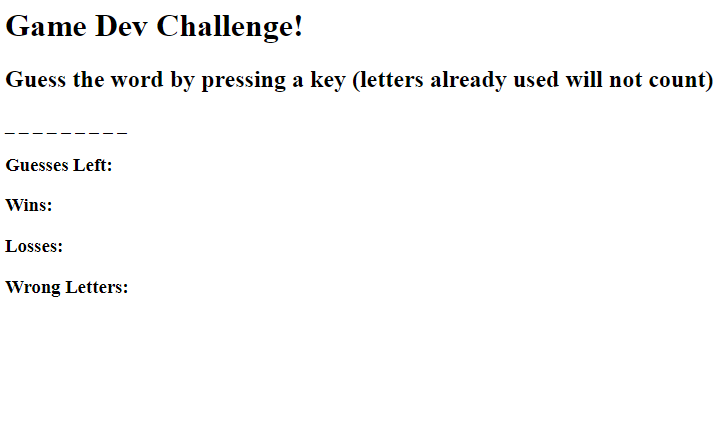 Game Dev Challenge!
Guess the word by pressing a key (letters already used will not count)
_ _ _ _ _ _ _ _ _
Guesses Left:
Wins:
Losses:
Wrong Letters: